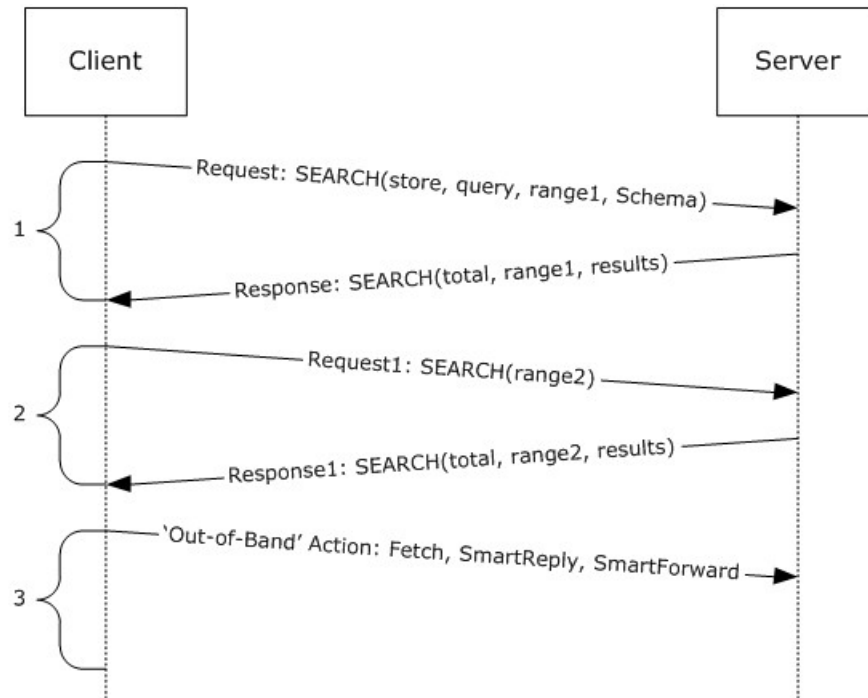 Client
Server
Request: SEARCH(store, query, range1, Schema)
1
Response: SEARCH(total, range1, results)
Request1: SEARCH(range2)
2
Response1: SEARCH(total, range2, results)
‘Out-of-Band’ Action: Fetch, SmartReply, SmartForward
3